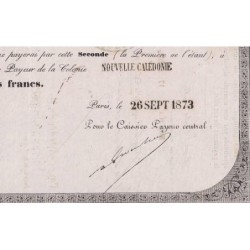 payerez par cette Seconde (la Première ne l'étant), à
Payeur de la Colonie NOUVELLE CALÉDONIE
francs.
Paris, le 26 SEPT 1873
Pour le Caissier Payeur central